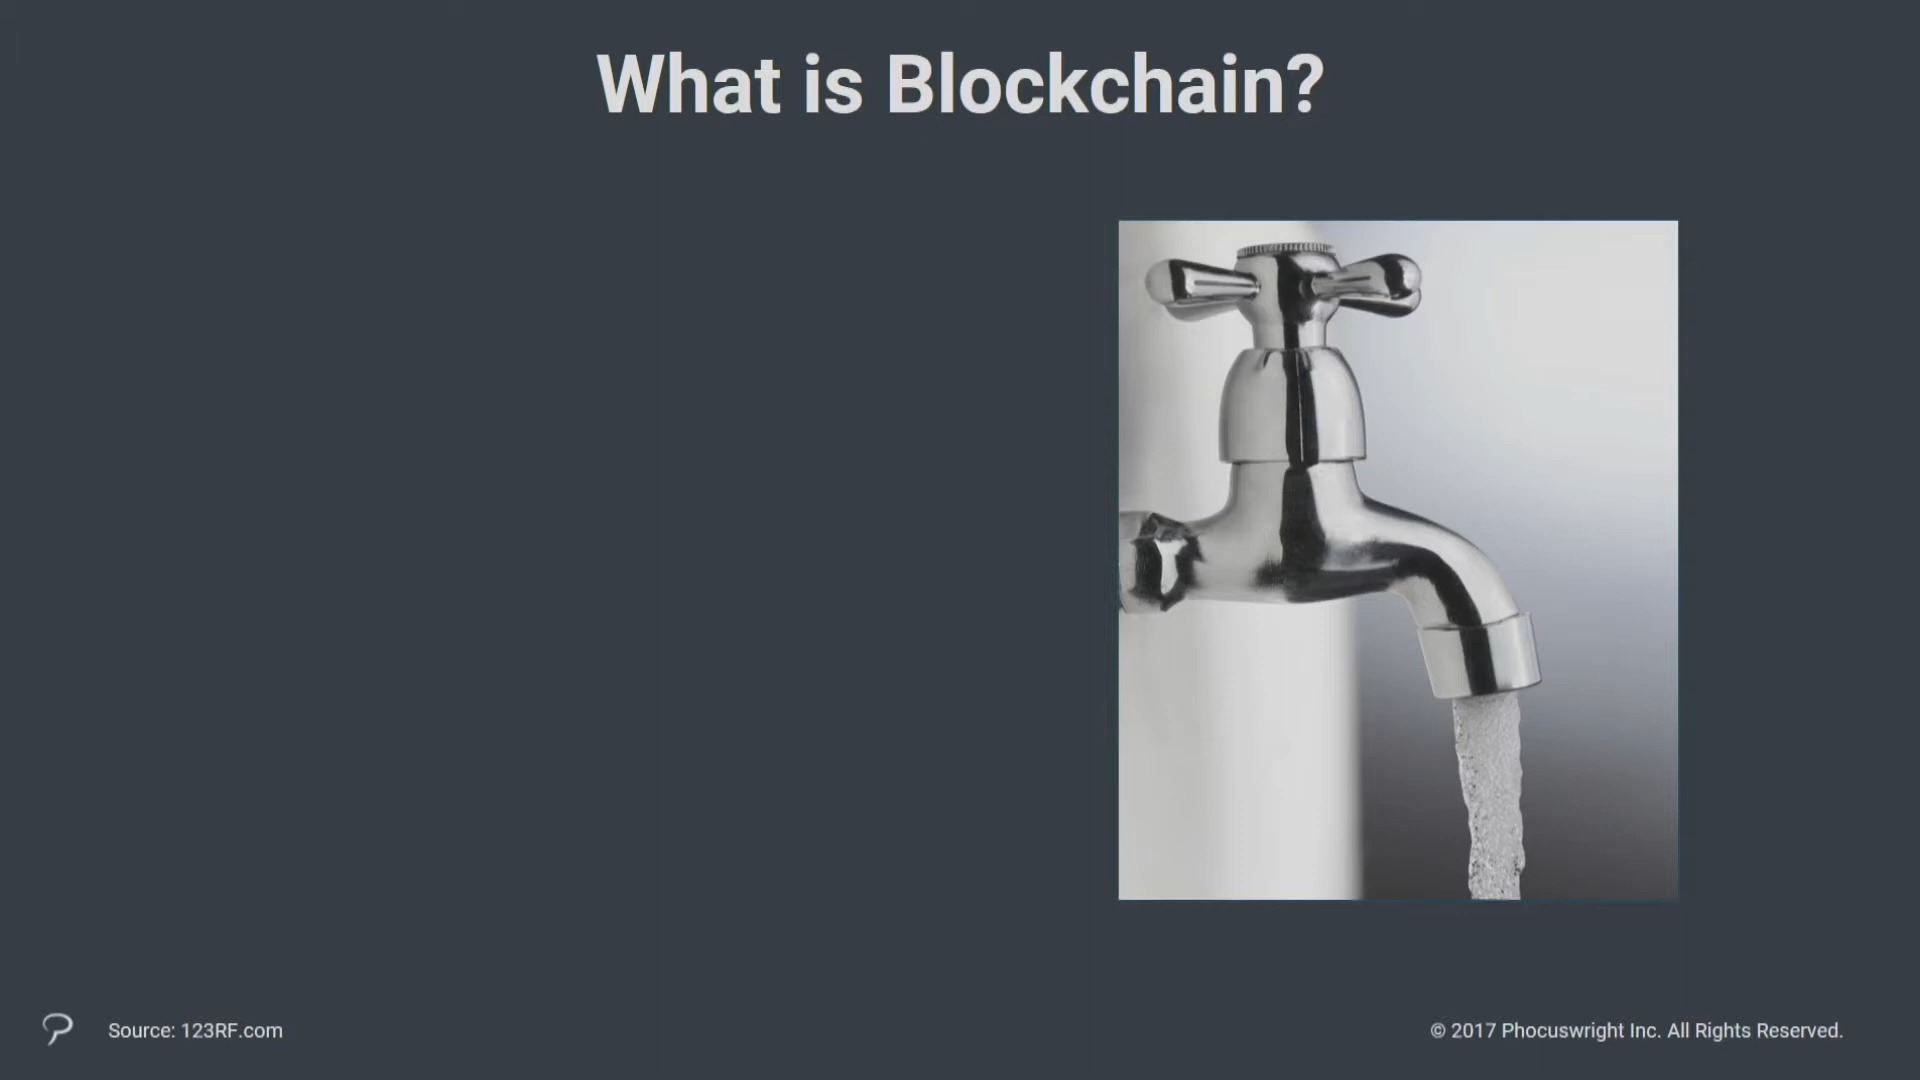 What is Blockchain?
Source: 123RF.com
© 2017 Phocuswright Inc. All Rights Reserved.